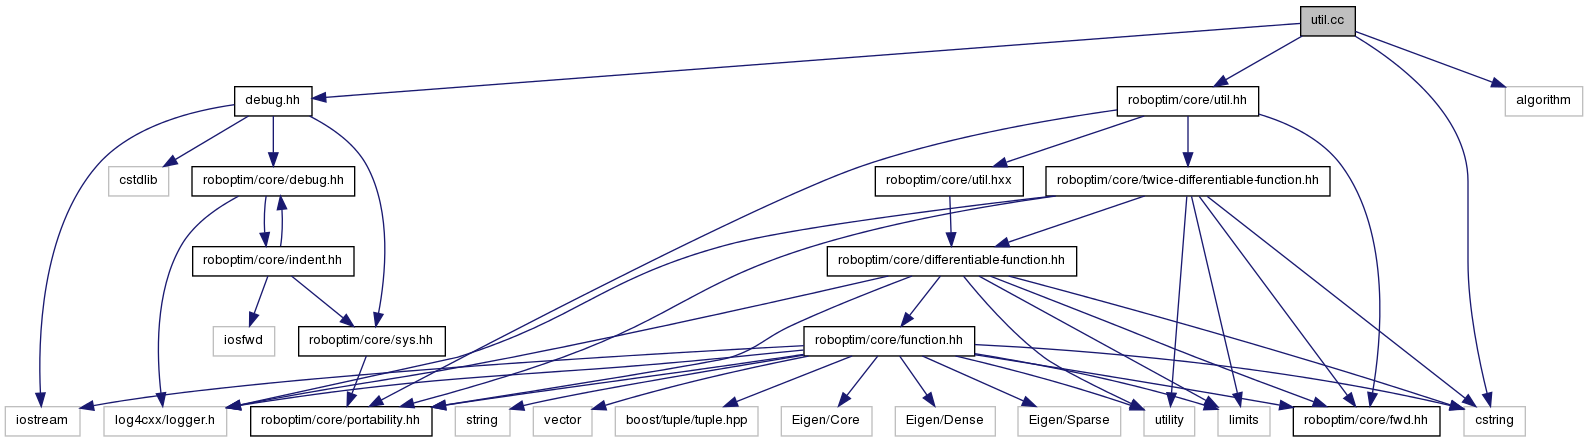 util.cc
debug.hh
roboptim/core/util.hh
algorithm
cstdlib
roboptim/core/debug.hh
roboptim/core/util.hxx
roboptim/core/twice-differentiable-function.hh
roboptim/core/indent.hh
roboptim/core/differentiable-function.hh
iosfwd
roboptim/core/sys.hh
roboptim/core/function.hh
iostream
log4cxx/logger.h
roboptim/core/portability.hh
string
vector
boost/tuple/tuple.hpp
Eigen/Core
Eigen/Dense
Eigen/Sparse
utility
limits
roboptim/core/fwd.hh
cstring